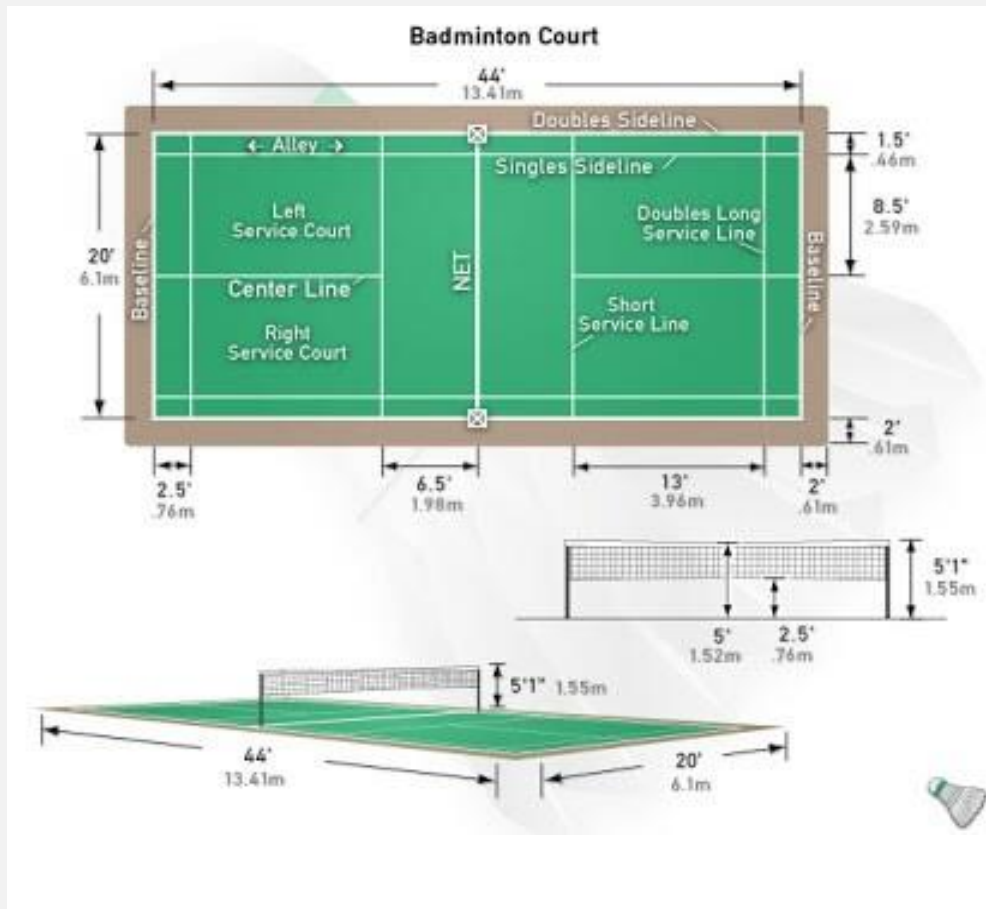 Badminton Court
44'
13.41m
Doubles Sideline
← Alley →
1.5'
.46m
Singles Sideline
Left
Service Court
Doubles Long
Service Line
8.5'
2.59m
20'
6.1m
Baseline
NET
Baseline
Center Line
Short
Service Line
Right
Service Court
2'
.61m
2.5'
.76m
6.5'
1.98m
13'
3.96m
2'
.61m
5'1"
1.55m
5'
1.52m
2.5'
.76m
5'1" 1.55m
44'
13.41m
20'
6.1m